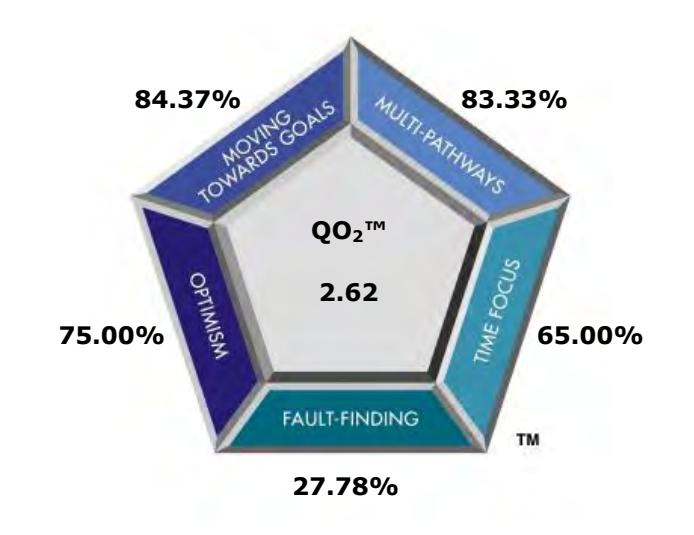 84.37%
83.33%
MOVING
TOWARDS GOALS
MULTI-PATHWAYS
QO₂™
2.62
OPTIMISM
TIME FOCUS
75.00%
65.00%
FAULT-FINDING
TM
27.78%